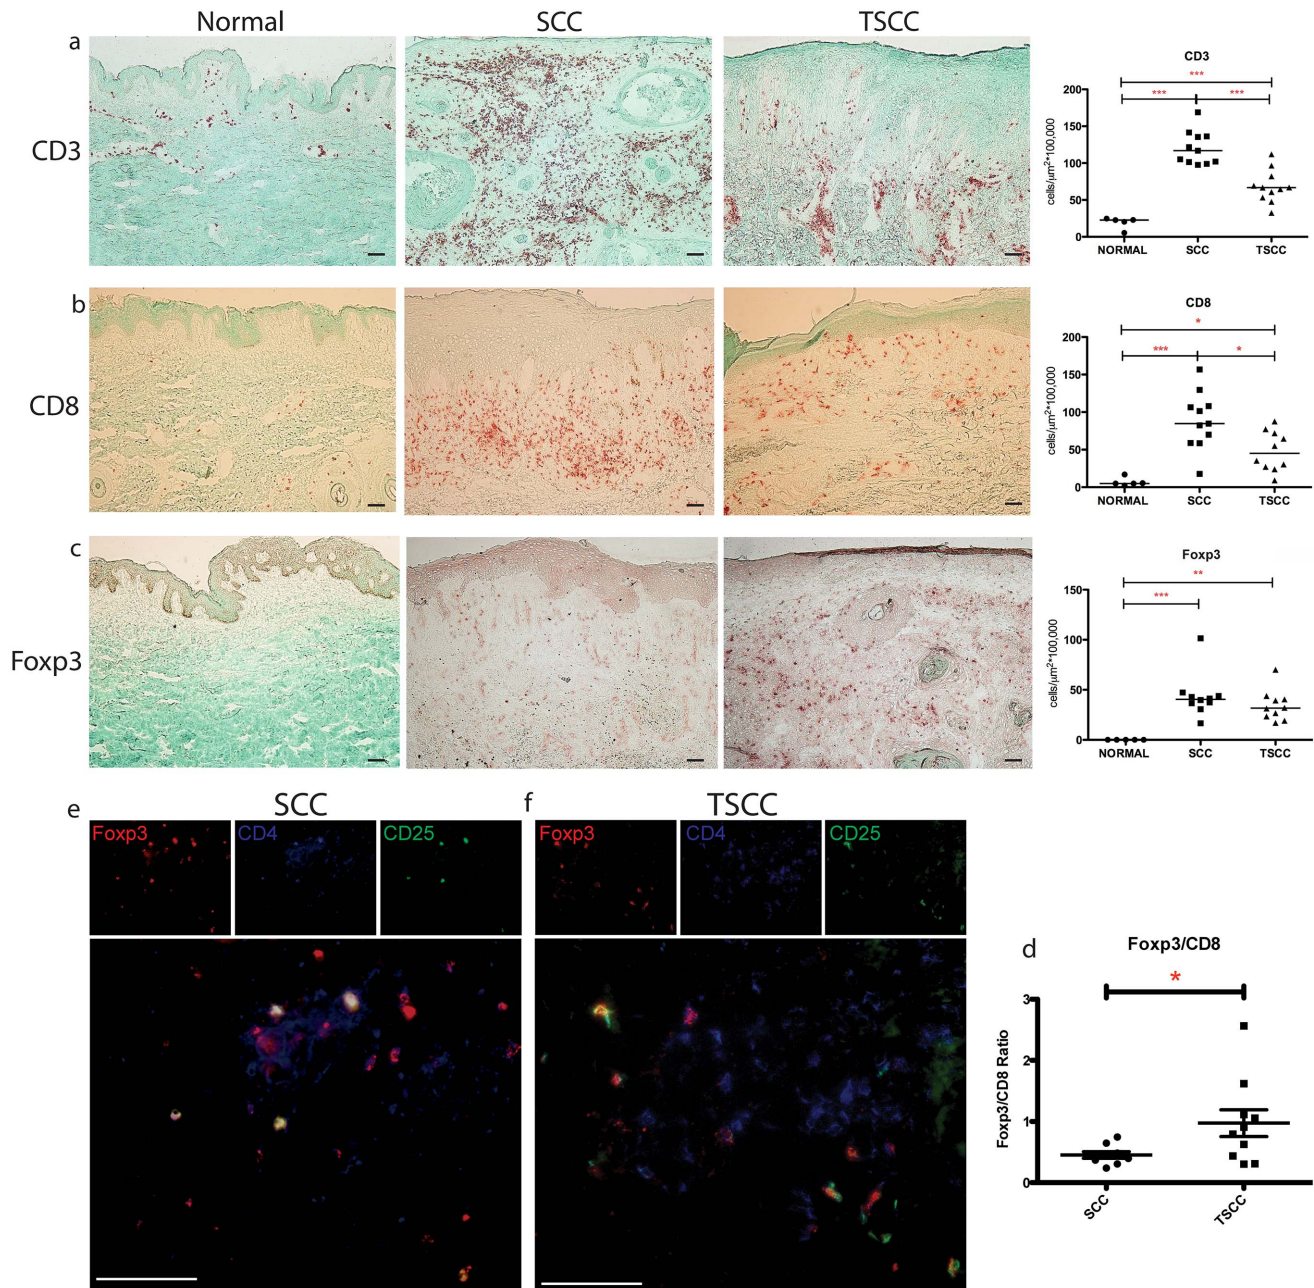 Normal SCC TSCC
a
CD3
CD3
***
*** ***
cells/µm²*100,000
200
150
100
50
0
NORMAL SCC TSCC
b
CD8
CD8
*
*** *
cells/µm²*100,000
200
150
100
50
0
NORMAL SCC TSCC
c
Foxp3
Foxp3
**
***
cells/µm²*100,000
150
100
50
0
NORMAL SCC TSCC
e SCC
Foxp3 CD4 CD25
f TSCC
Foxp3 CD4 CD25
d
Foxp3/CD8
*
Foxp3/CD8 Ratio
3
2
1
0
SCC TSCC